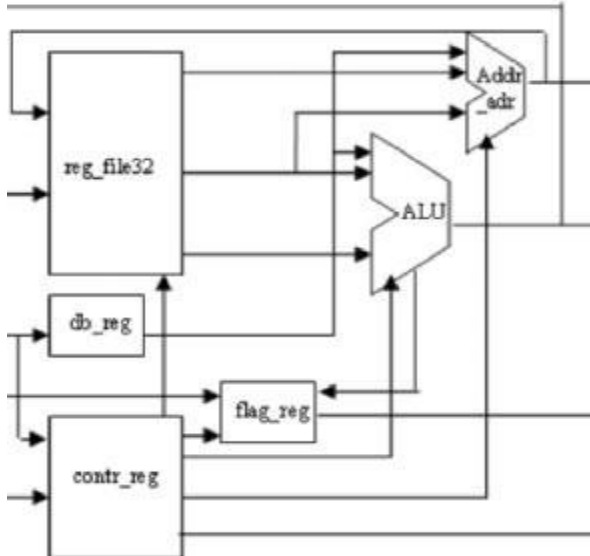 Addr
_adr
reg_file32
ALU
db_reg
flag_reg
contr_reg